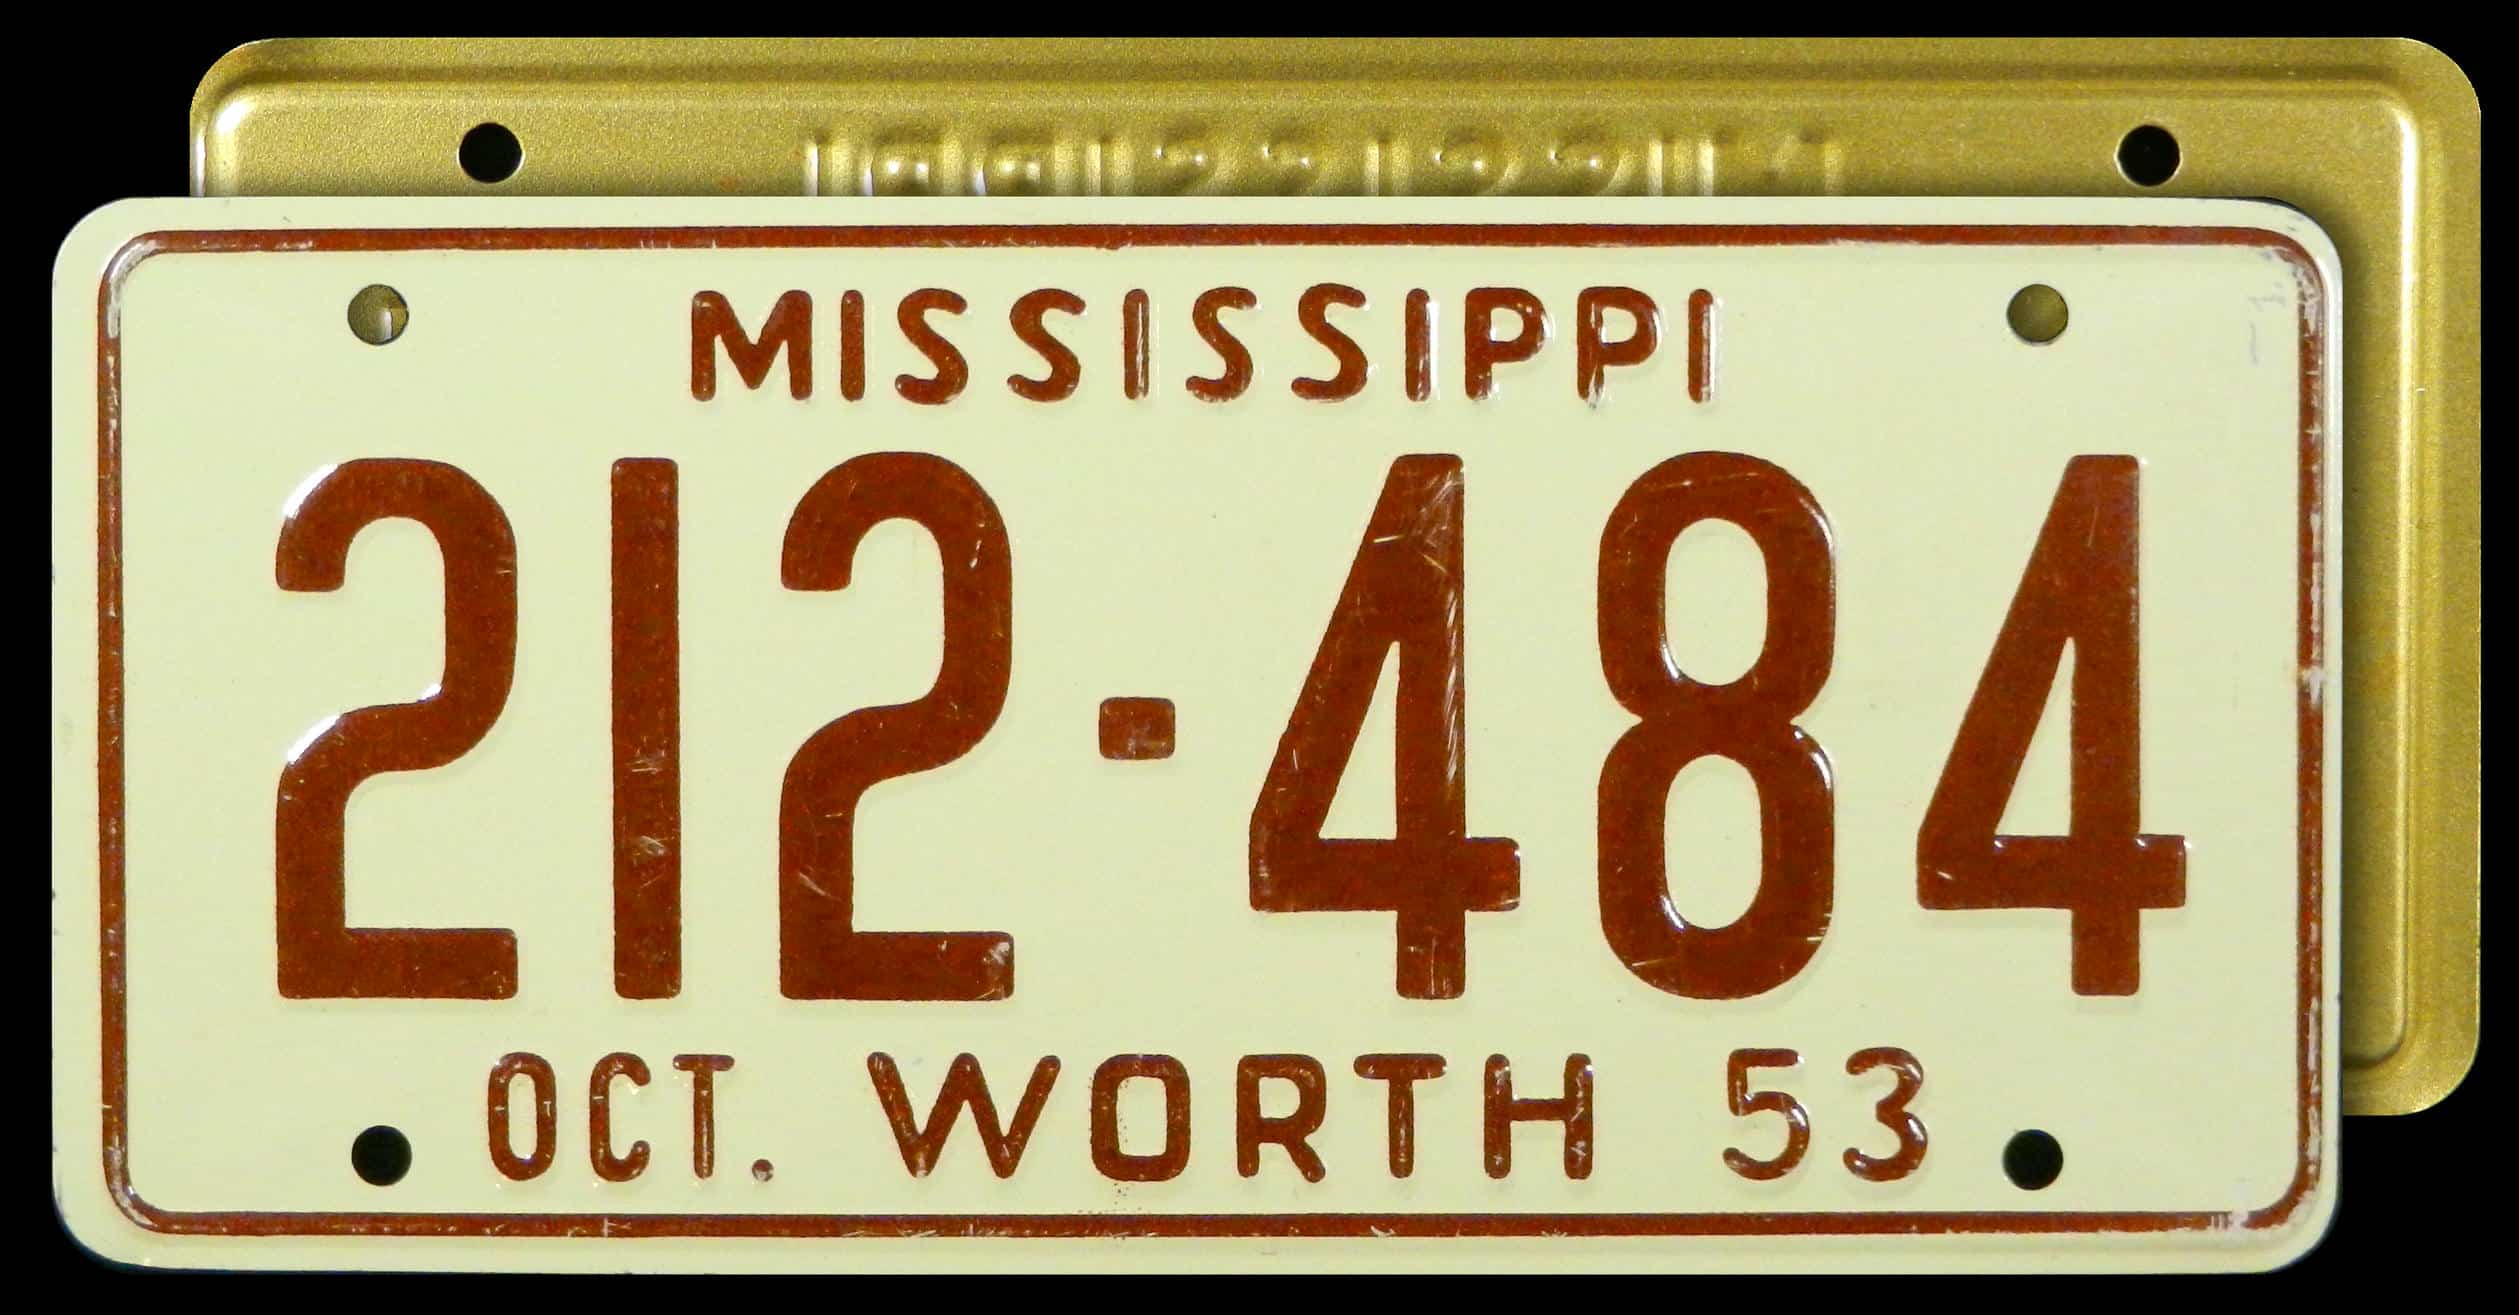 MISSISSIPPI
212-484
OCT. WORTH 53